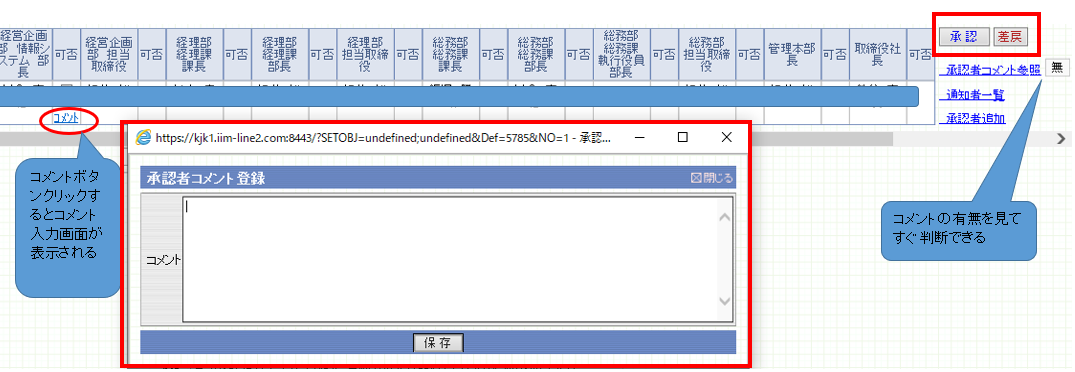 経営企画部 情報システム 部長
可否
経営企画部 担当取締役
可否
経理部 経理課 課長
可否
経理部 経理課 部長
可否
経理部 担当取締役
可否
総務部 総務課 課長
可否
総務部 総務課 部長
可否
総務部 総務課 執行役員 部長
可否
総務部 担当取締役
可否
管理本部長
可否
取締役社長
可否
承認 差戻
承認者コメント参照 無
通知者一覧
承認者追加
コメント
コメントボタ
ンクリックす
るとコメント
入力画面が
表示される
https://kjk1.iim-line2.com:8443/?SETOBJ=undefined;undefined&Def=5785&NO=1 - 承認...
承認者コメント登録
閉じる
コメント
保存
コメントの有無を見て
すぐ判断できる